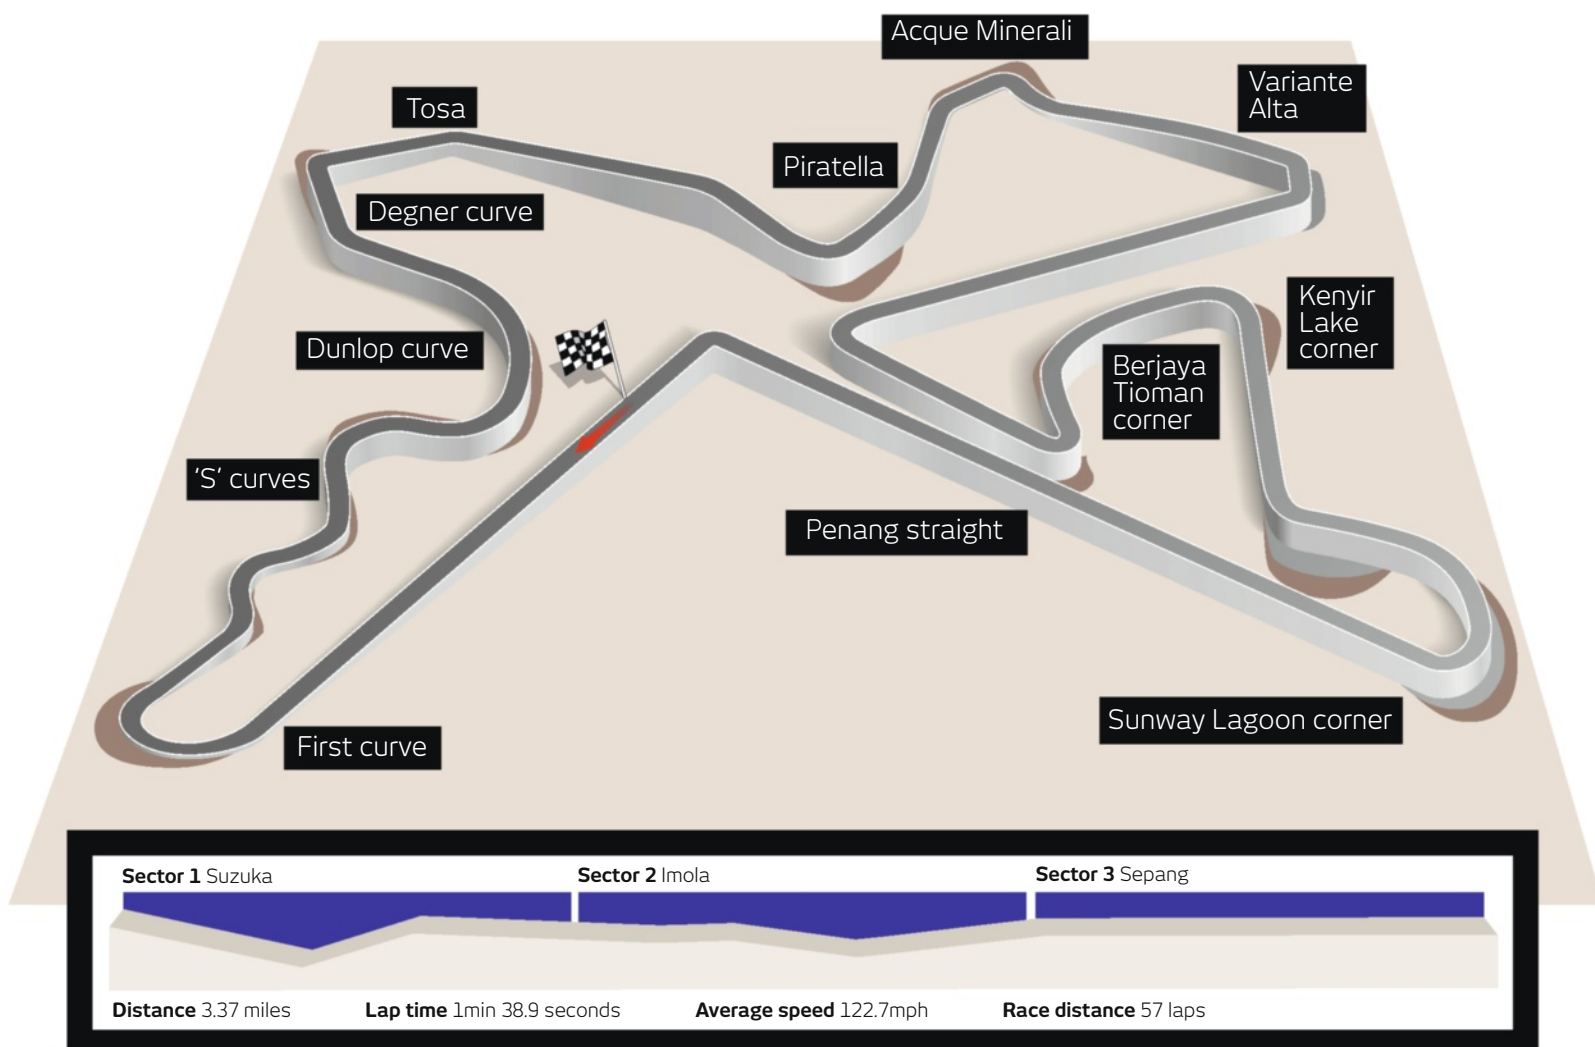 Acque Minerali
Variante
Alta
Tosa
Piratella
Degner curve
Kenyir
Lake
corner
Dunlop curve
Berjaya
Tioman
corner
'S' curves
Penang straight
Sunway Lagoon corner
First curve
Sector 1 Suzuka
Sector 2 Imola
Sector 3 Sepang
Distance 3.37 miles
Lap time 1min 38.9 seconds
Average speed 122.7mph
Race distance 57 laps